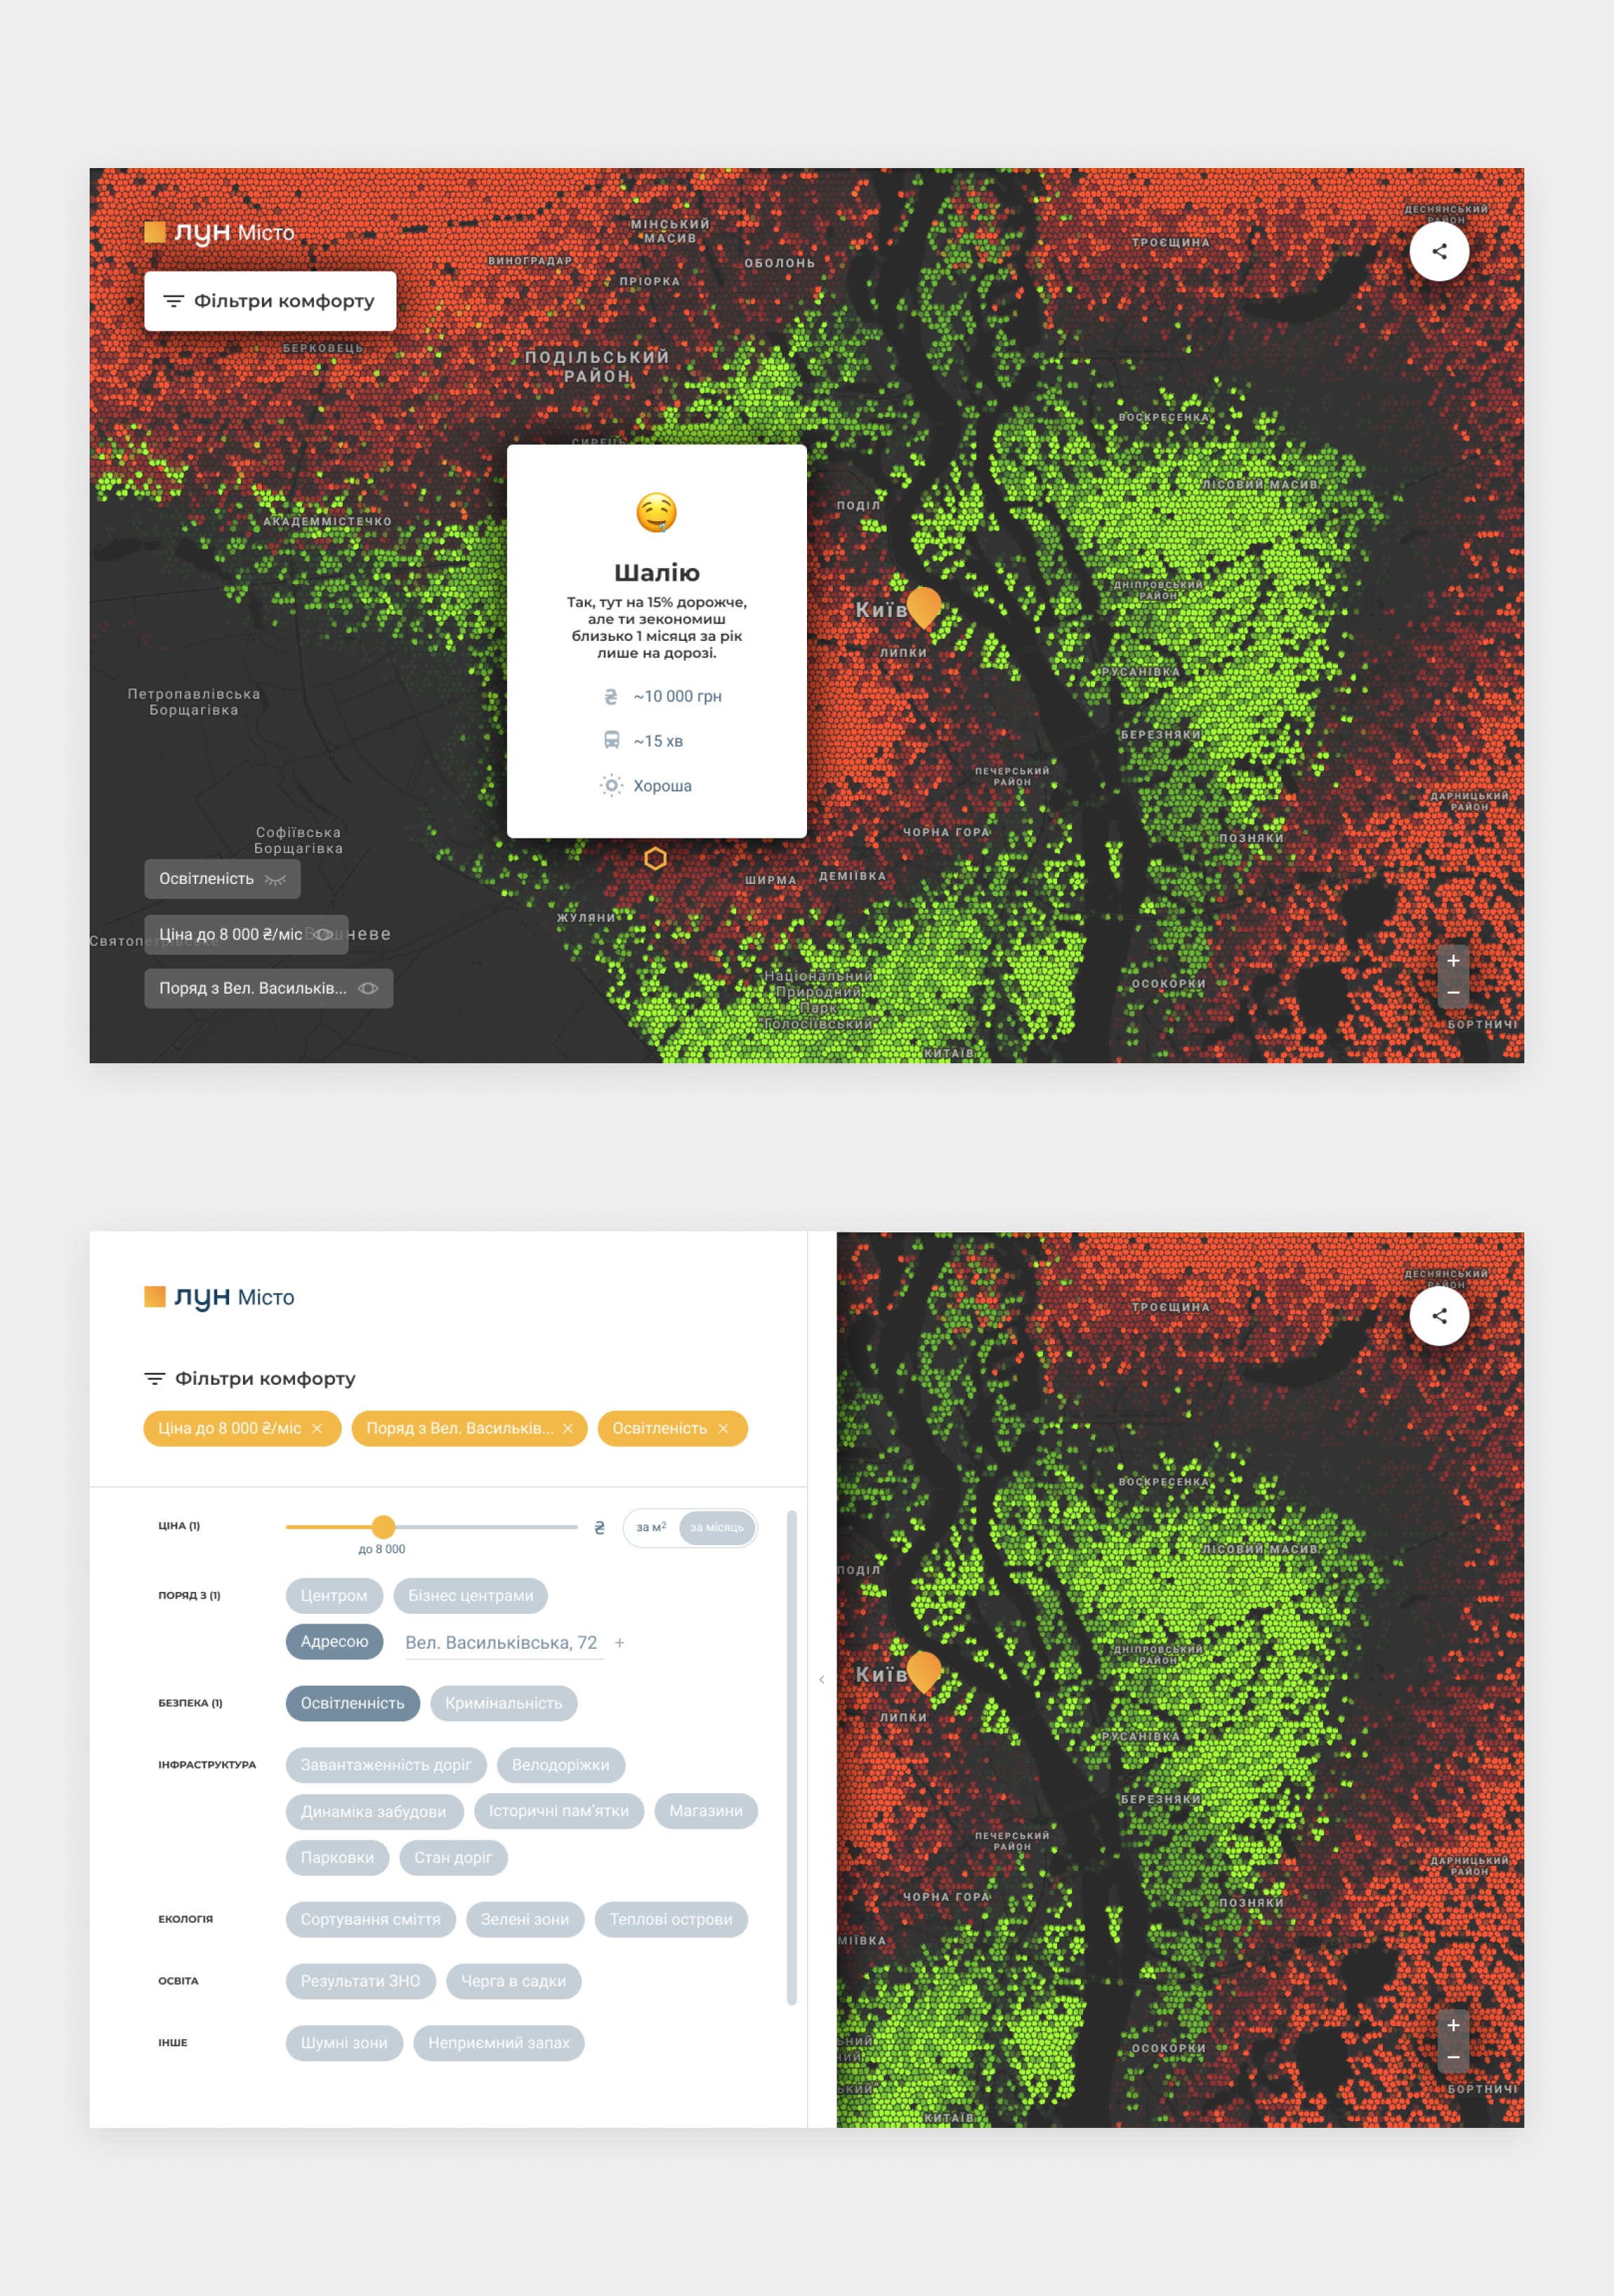 ДЕСНЯНСЬКИЙ
РАЙОН
МІНСЬКИЙ
МАСИВ
ЛУН Місто
ТРОЄЩИНА
ВИНОГРАДАР
ОБОЛОНЬ
ПРІОРКА
Фільтри комфорту
БЕРКОВЕЦЬ
ПОДІЛЬСЬКИЙ
РАЙОН
ВОСКРЕСЕНКА
СИРЕЦЬ
ЛІСОВИЙ МАСИВ
ПОДІЛ
АКАДЕММІСТЕЧКО
Шалію
Так, тут на 15% дорожче,
але ти зекономиш
близько 1 місяця за рік
лише на дорозі.
₴ ~10 000 грн
~15 хв
Хороша
ДНІПРОВСЬКИЙ
РАЙОН
Київ
ЛИПКИ
РУСАНІВКА
Петропавлівська
Борщагівка
БЕРЕЗНЯКИ
ПЕЧЕРСЬКИЙ
РАЙОН
ДАРНИЦЬКИЙ
РАЙОН
Софіївська
Борщагівка
ЧОРНА ГОРА
ПОЗНЯКИ
Освітленість
ШИРМА
ДЕМІЇВКА
ЖУЛЯНИ
Ціна до 8 000 ₴/міс
Поряд з Вел. Васильків...
Національний
Природний
Парк
"Голосіївський"
ОСОКОРКИ
+
−
БОРТНИЧІ
КИТАЇВ
ЛУН Місто
Фільтри комфорту
Ціна до 8 000 ₴/міс ×
Поряд з Вел. Васильків... ×
Освітленість ×
ЦІНА (1)
до 8 000
₴
за м²
за місяць
ПОРЯД З (1)
Центром
Бізнес центрами
Адресою
Вел. Васильківська, 72 +
БЕЗПЕКА (1)
Освітленність
Кримінальність
ІНФРАСТРУКТУРА
Завантаженність доріг
Велодоріжки
Динаміка забудови
Історичні пам'ятки
Магазини
Парковки
Стан доріг
ЕКОЛОГІЯ
Сортування сміття
Зелені зони
Теплові острови
ОСВІТА
Результати ЗНО
Черга в садки
ІНШЕ
Шумні зони
Неприємний запах
ДЕСНЯНСЬКИЙ
РАЙОН
ТРОЄЩИНА
ВОСКРЕСЕНКА
ЛІСОВИЙ МАСИВ
ПОДІЛ
ДНІПРОВСЬКИЙ
РАЙОН
Київ
ЛИПКИ
РУСАНІВКА
БЕРЕЗНЯКИ
ПЕЧЕРСЬКИЙ
РАЙОН
ДАРНИЦЬКИЙ
РАЙОН
ЧОРНА ГОРА
ПОЗНЯКИ
МІЇВКА
ОСОКОРКИ
+
−
БОРТНИЧІ
КИТАЇВ